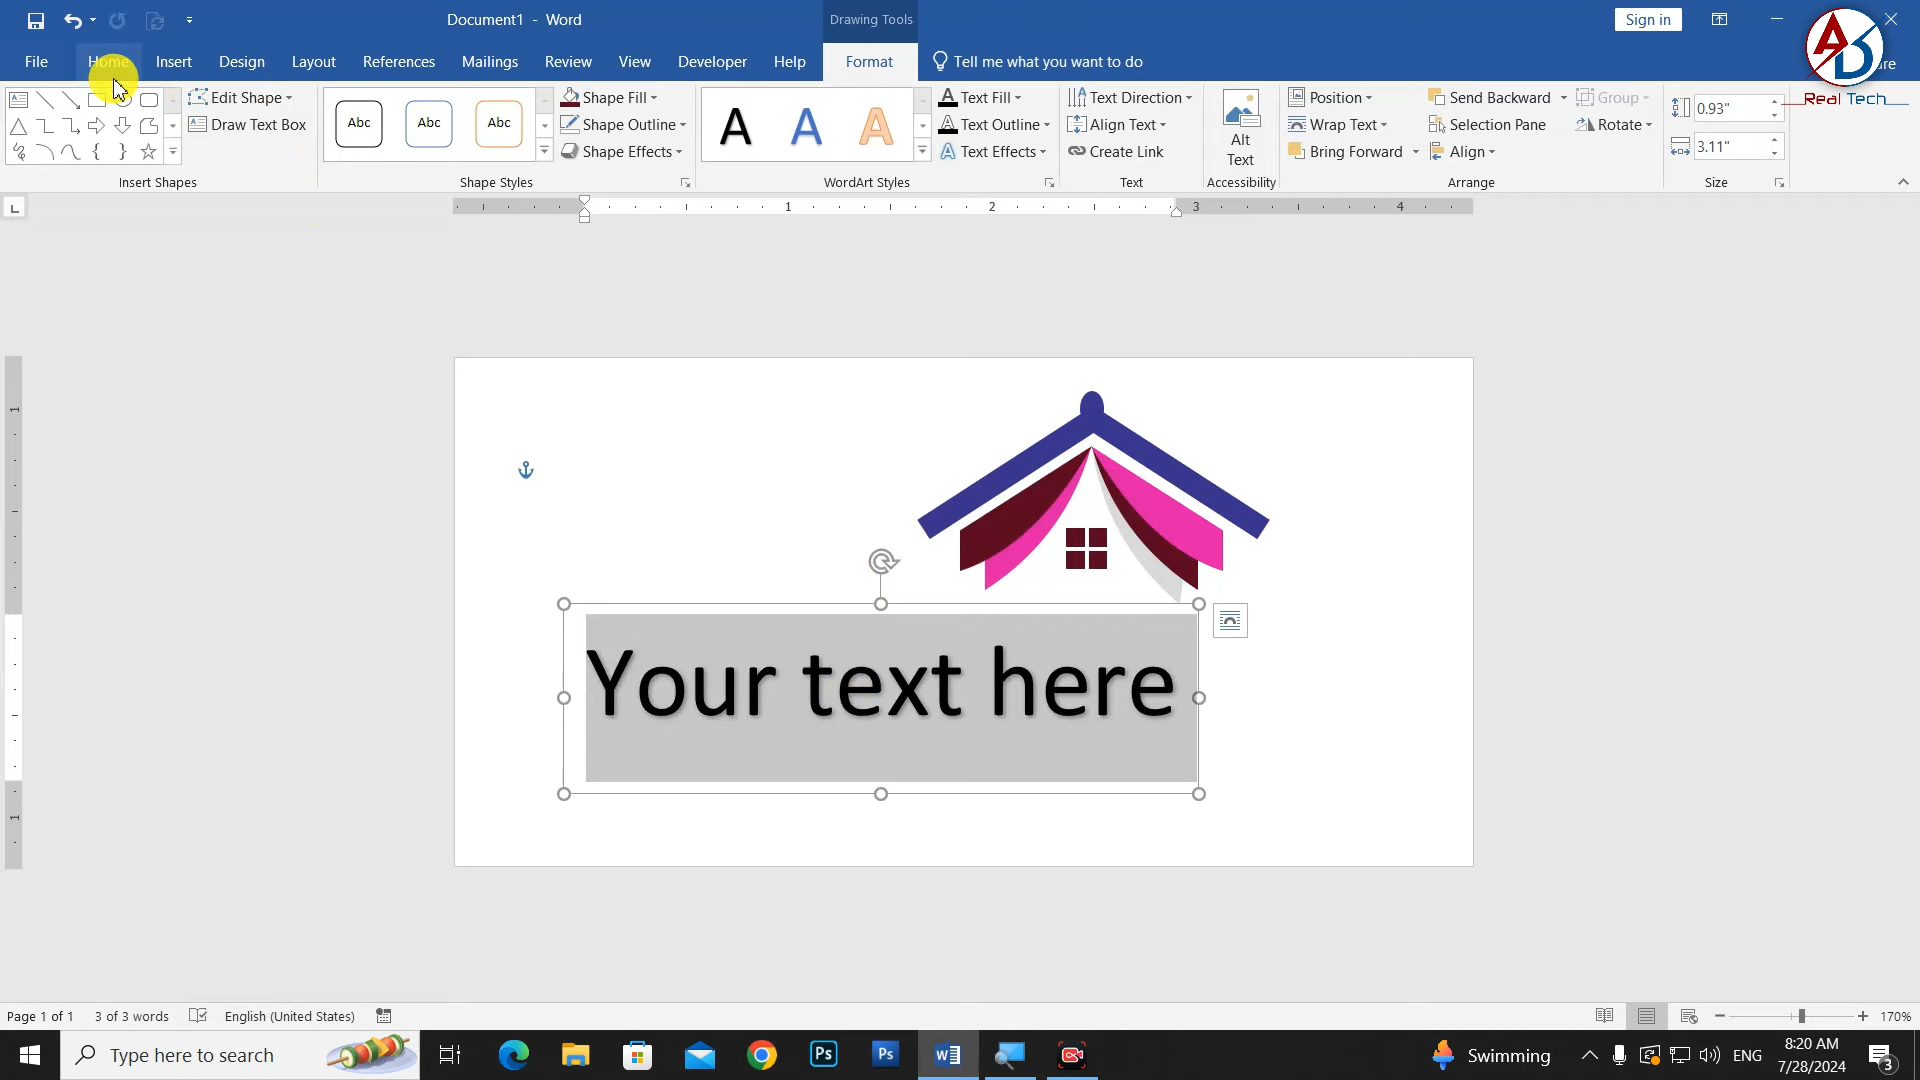 Document1 - Word
Drawing Tools
Sign in
File
Home
Insert
Design
Layout
References
Mailings
Review
View
Developer
Help
Format
Tell me what you want to do
Real Tech
Edit Shape
Draw Text Box
Insert Shapes
Abc
Abc
Abc
Shape Fill
Shape Outline
Shape Effects
Shape Styles
A A A
Text Fill
Text Outline
Text Effects
WordArt Styles
Text Direction
Align Text
Create Link
Text
Alt
Text
Accessibility
Position
Wrap Text
Bring Forward
Send Backward
Selection Pane
Align
Group
Rotate
Arrange
0.93"
3.11"
Size
1 2 3 4
Your text here
Page 1 of 1
3 of 3 words
English (United States)
170%
Type here to search
Ps
Ps
Swimming
ENG
8:20 AM
7/28/2024
3